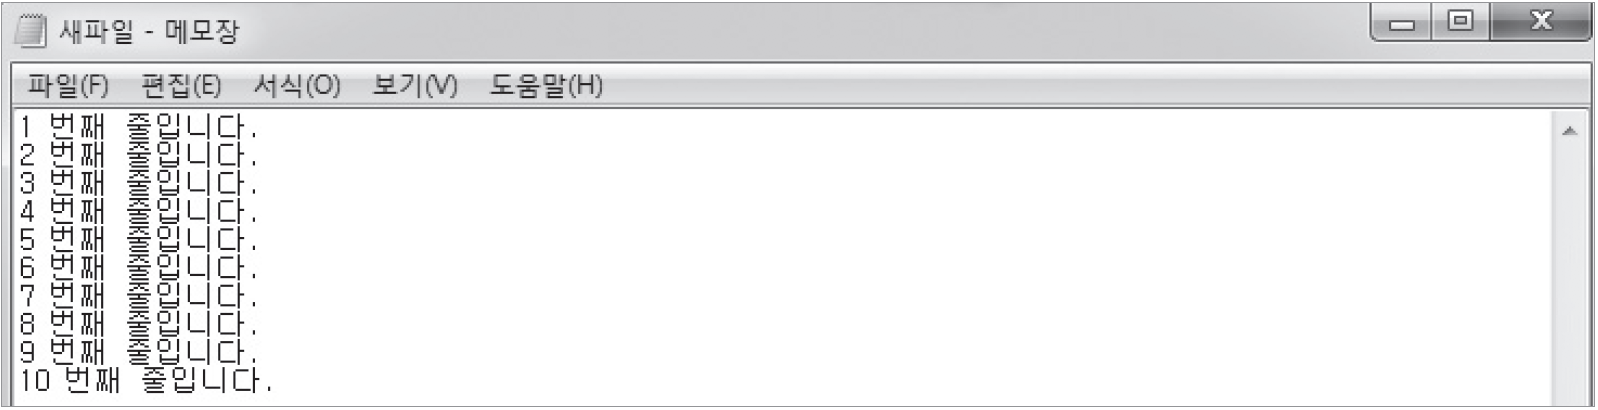 새파일 - 메모장
파일(F) 편집(E) 서식(O) 보기(V) 도움말(H)
1 번째 줄입니다.
2 번째 줄입니다.
3 번째 줄입니다.
4 번째 줄입니다.
5 번째 줄입니다.
6 번째 줄입니다.
7 번째 줄입니다.
8 번째 줄입니다.
9 번째 줄입니다.
10 번째 줄입니다.